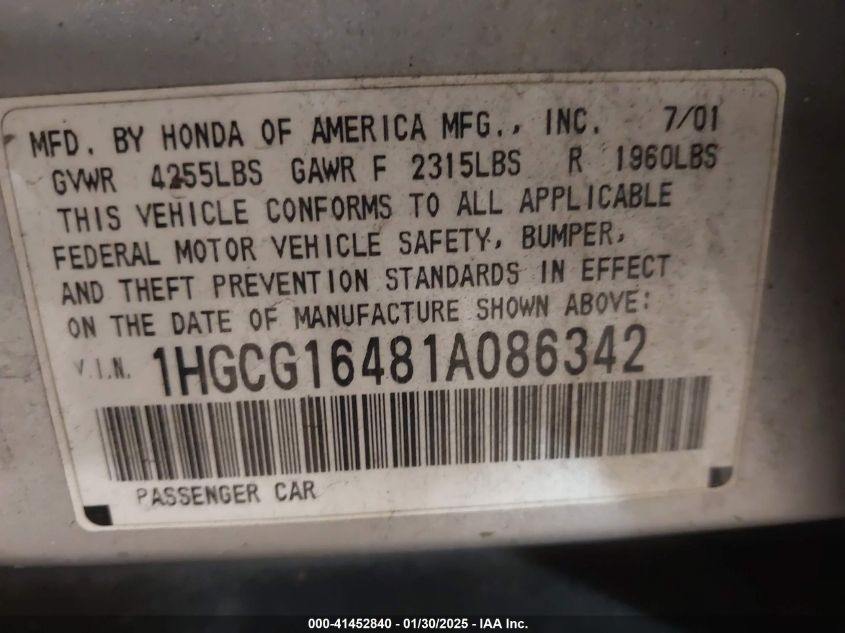 MFD. BY HONDA OF AMERICA MFG., INC. 7/01
GVWR 4255LBS GAWR F 2315LBS R 1960LBS
THIS VEHICLE CONFORMS TO ALL APPLICABLE
FEDERAL MOTOR VEHICLE SAFETY, BUMPER,
AND THEFT PREVENTION STANDARDS IN EFFECT
ON THE DATE OF MANUFACTURE SHOWN ABOVE:
V.I.N. 1HGCG16481A086342
PASSENGER CAR
000-41452840 - 01/30/2025 - IAA Inc.